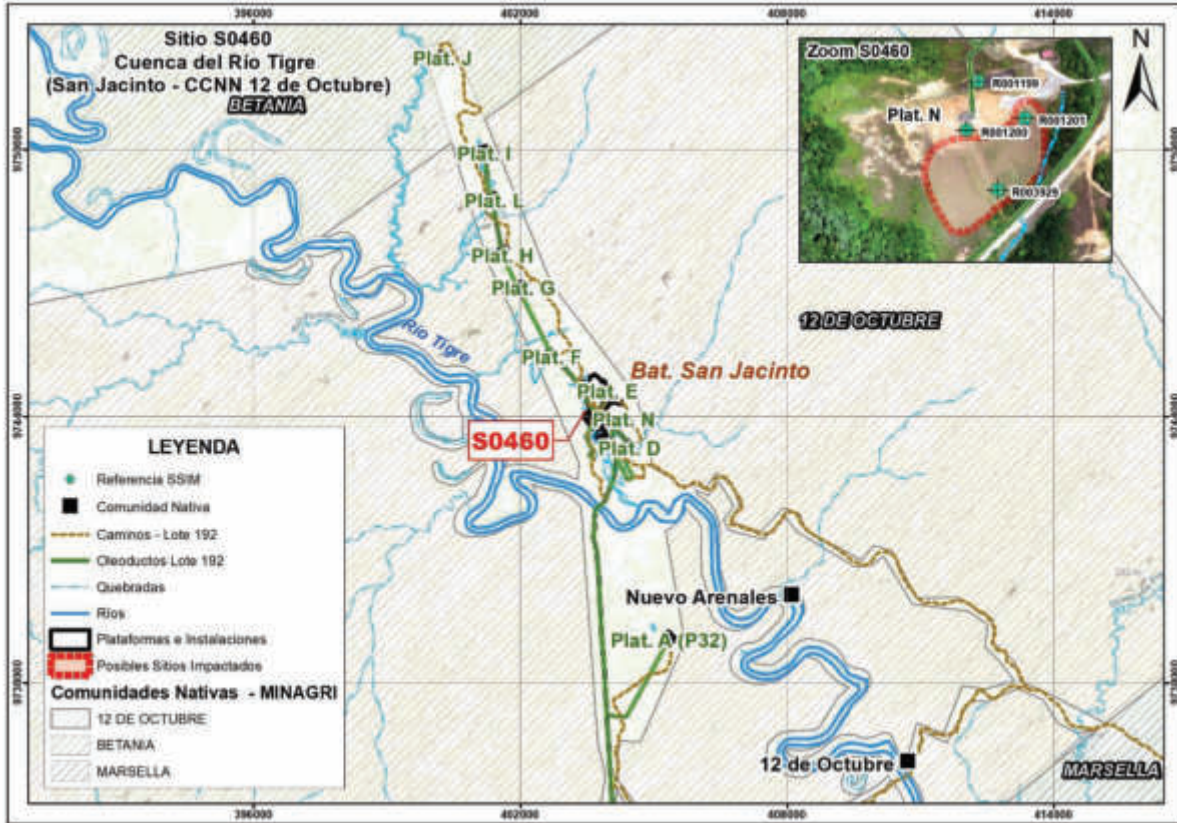 396000
402000
408000
414000
Sitio S0460
Cuenca del Río Tigre
(San Jacinto - CCNN 12 de Octubre)
BETANIA
Zoom S0460
N
R001199
Plat. N
R001201
R001200
R003929
Plat. J
9750000
9750000
Plat. I
Plat. L
Plat. H
Plat. G
12 DE OCTUBRE
Río Tigre
Plat. F
Bat. San Jacinto
Plat. E
Plat. N
9744000
9744000
S0460
Plat. D
LEYENDA
Referencia SSIM
Comunidad Nativa
Caminos - Lote 192
Oleoductos Lote 192
Quebradas
Ríos
Plataformas e Instalaciones
Posibles Sitios Impactados
Comunidades Nativas - MINAGRI
12 DE OCTUBRE
BETANIA
MARSELLA
Nuevo Arenales
Plat. A (P32)
9738000
9738000
12 de Octubre
MARSELLA
396000
402000
408000
414000